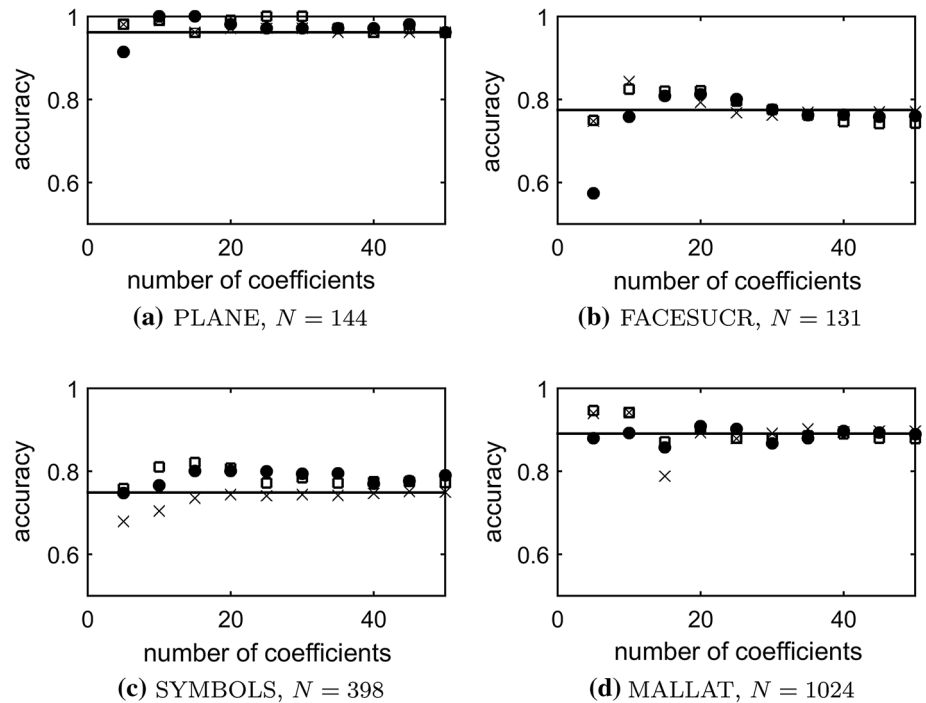 1
0.8
0.6
accuracy
0
20
40
number of coefficients
(a) PLANE, N = 144
1
0.8
0.6
accuracy
0
20
40
number of coefficients
(b) FACESUCR, N = 131
1
0.8
0.6
accuracy
0
20
40
number of coefficients
(c) SYMBOLS, N = 398
1
0.8
0.6
accuracy
0
20
40
number of coefficients
(d) MALLAT, N = 1024